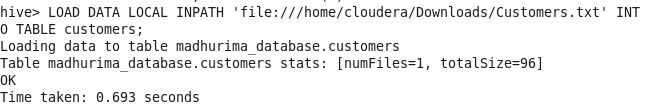 hive> LOAD DATA LOCAL INPATH 'file:///home/cloudera/Downloads/Customers.txt' INT
O TABLE customers;
Loading data to table madhurima_database.customers
Table madhurima_database.customers stats: [numFiles=1, totalSize=96]
OK
Time taken: 0.693 seconds